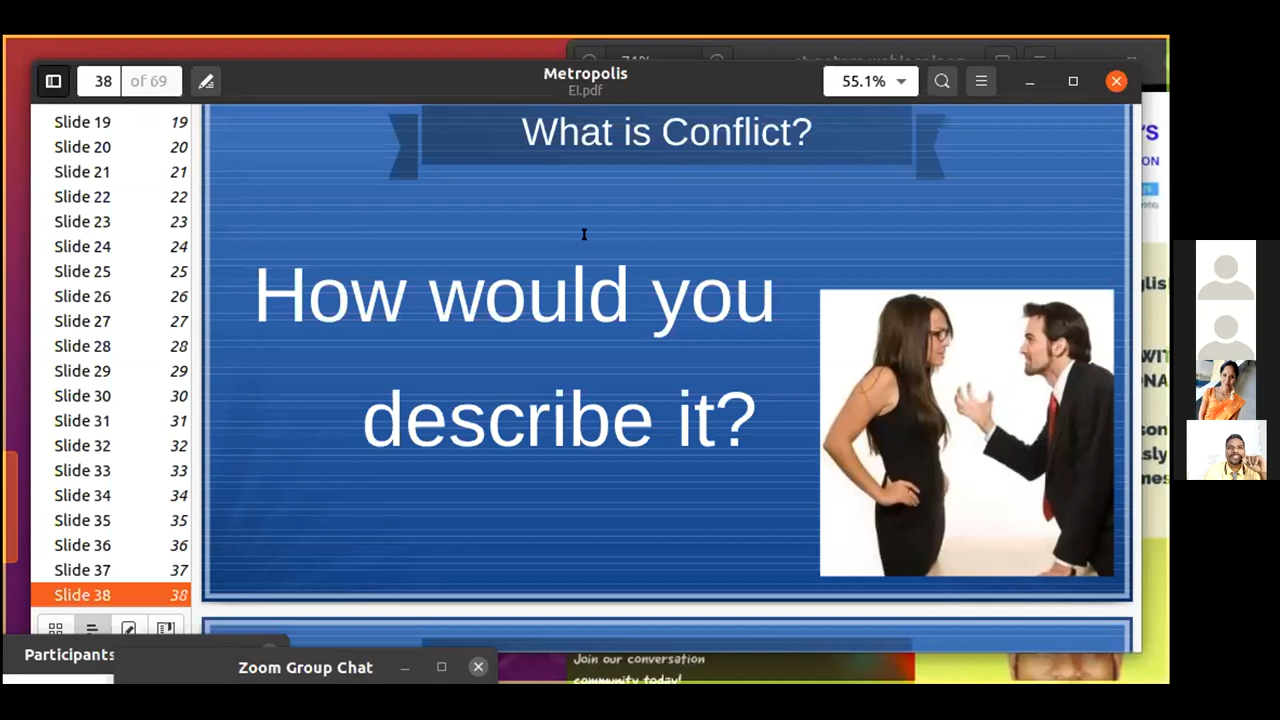 38 of 69
Metropolis
EI.pdf
55.1%
Slide 19 19
Slide 20 20
Slide 21 21
Slide 22 22
Slide 23 23
Slide 24 24
Slide 25 25
Slide 26 26
Slide 27 27
Slide 28 28
Slide 29 29
Slide 30 30
Slide 31 31
Slide 32 32
Slide 33 33
Slide 34 34
Slide 35 35
Slide 36 36
Slide 37 37
Slide 38 38
What is Conflict?
How would you
describe it?
'S
ON
Participants
Zoom Group Chat
Join our conversation
community today!